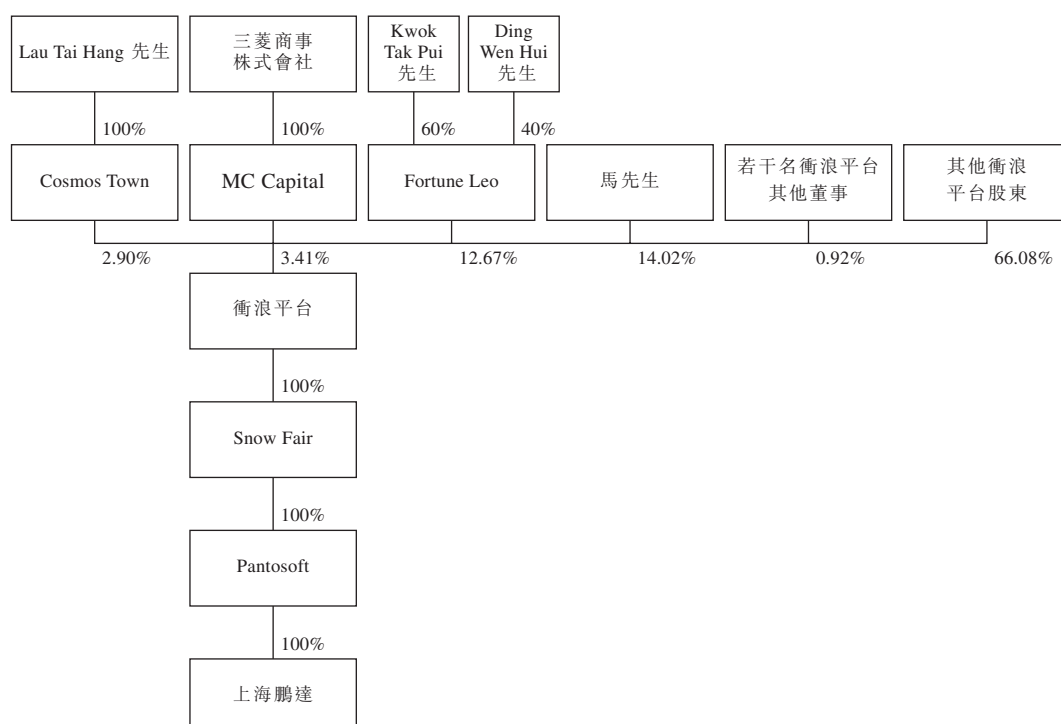 Lau Tai Hang 先生
三菱商事
株式會社
Kwok
Tak Pui
先生
Ding
Wen Hui
先生
100%
100%
60%
40%
Cosmos Town
MC Capital
Fortune Leo
馬先生
若干名衝浪平台
其他董事
其他衝浪
平台股東
2.90%
3.41%
12.67%
14.02%
0.92%
66.08%
衝浪平台
100%
Snow Fair
100%
Pantosoft
100%
上海鵬達